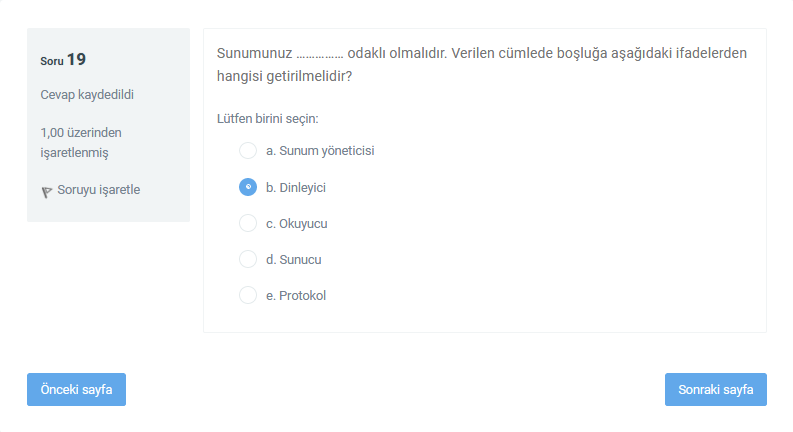 Soru 19
Cevap kaydedildi
1,00 üzerinden
işaretlenmiş
Soruyu işaretle
Sunumunuz …………… odaklı olmalıdır. Verilen cümlede boşluğa aşağıdaki ifadelerden
hangisi getirilmelidir?
Lütfen birini seçin:
a. Sunum yöneticisi
b. Dinleyici
c. Okuyucu
d. Sunucu
e. Protokol
Önceki sayfa
Sonraki sayfa